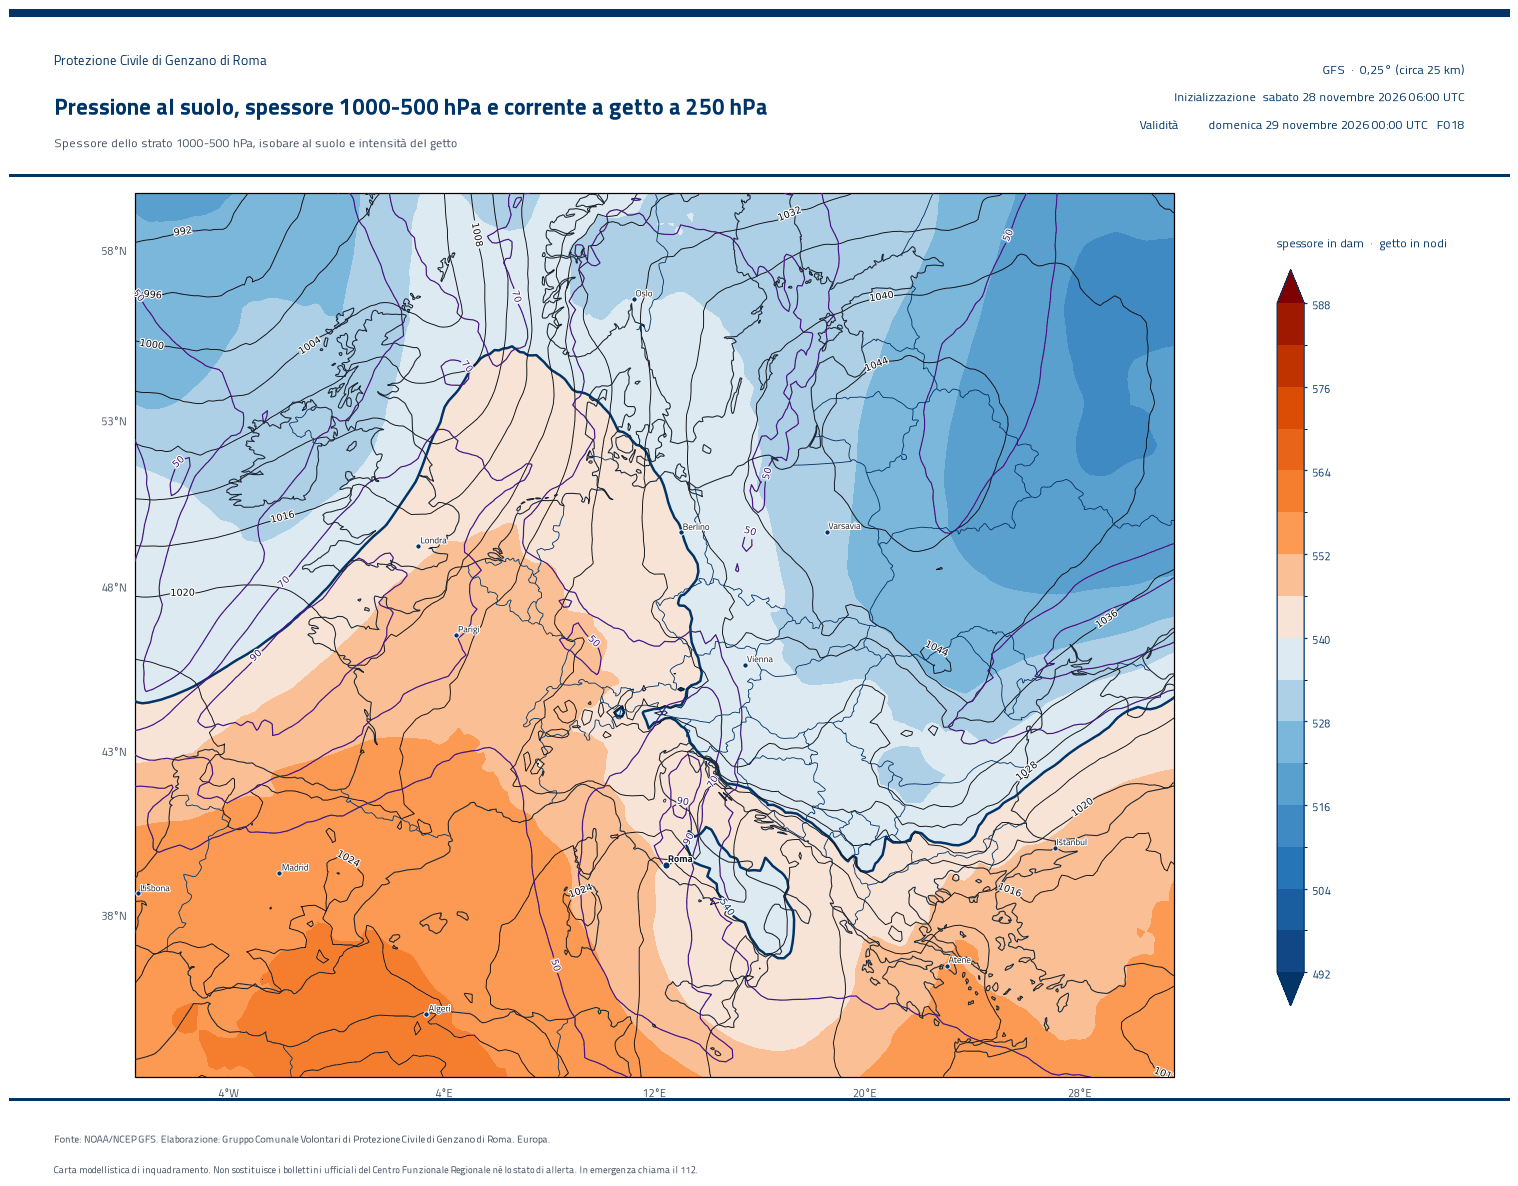 Protezione Civile di Genzano di Roma
GFS · 0,25° (circa 25 km)
Pressione al suolo, spessore 1000-500 hPa e corrente a getto a 250 hPa
Inizializzazione sabato 28 novembre 2026 06:00 UTC
Validità domenica 29 novembre 2026 00:00 UTC F018
Spessore dello strato 1000-500 hPa, isobare al suolo e intensità del getto
spessore in dam · getto in nodi
588
576
564
552
540
528
516
504
492
58°N
53°N
48°N
43°N
38°N
4°W
4°E
12°E
20°E
28°E
992
996
50
1000
1004
1008
70
70
1032
1040
1044
50
Oslo
50
1016
1020
70
90
Londra
Parigi
50
Berlino
50
50
Varsavia
Vienna
1044
1036
1028
1020
1016
Istanbul
70
90
90
Roma
540
Madrid
1024
1024
Lisbona
50
Algeri
Atene
101
Fonte: NOAA/NCEP GFS. Elaborazione: Gruppo Comunale Volontari di Protezione Civile di Genzano di Roma. Europa.
Carta modellistica di inquadramento. Non sostituisce i bollettini ufficiali del Centro Funzionale Regionale né lo stato di allerta. In emergenza chiama il 112.